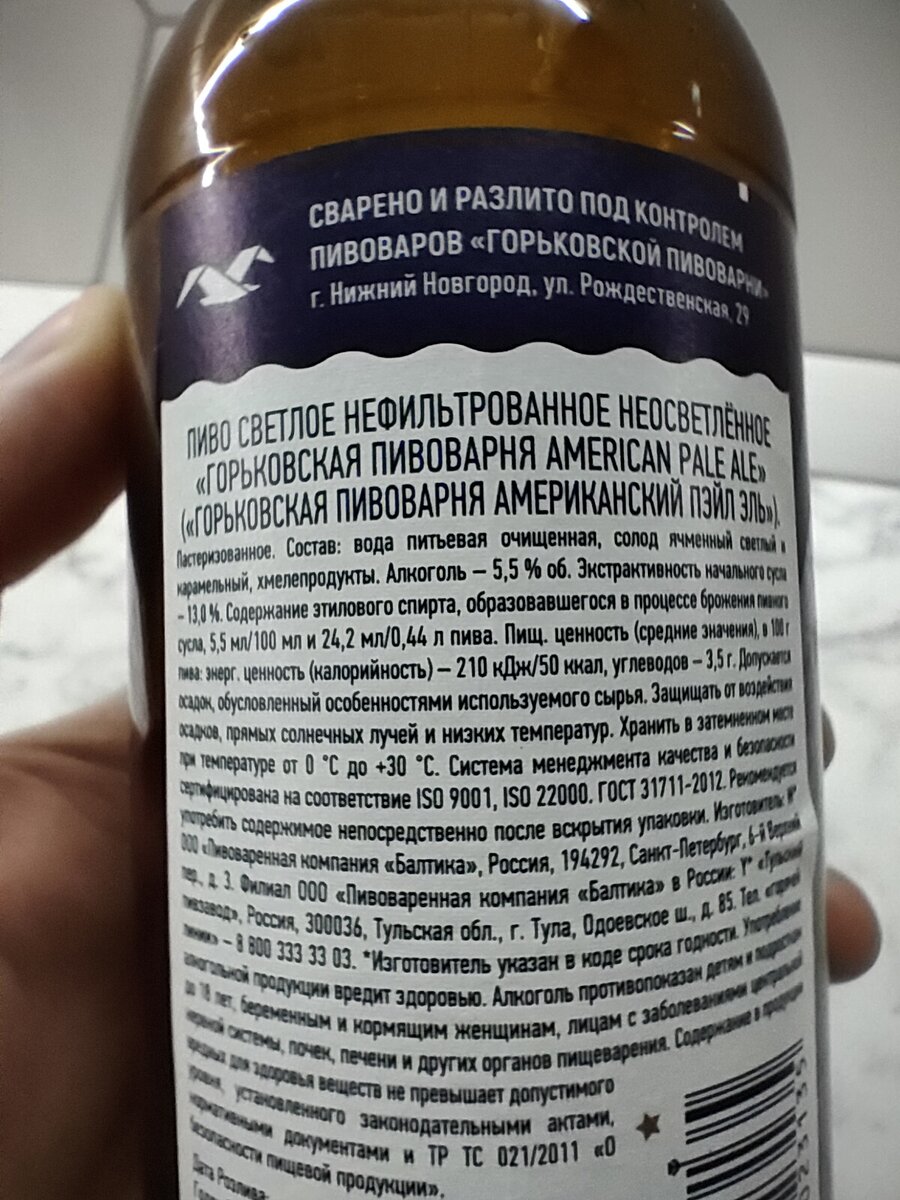 СВАРЕНО И РАЗЛИТО ПОД КОНТРОЛЕМ
ПИВОВАРОВ «ГОРЬКОВСКОЙ ПИВОВАРНИ»
г. Нижний Новгород, ул. Рождественская, 29
ПИВО СВЕТЛОЕ НЕФИЛЬТРОВАННОЕ НЕОСВЕТЛЁННОЕ
«ГОРЬКОВСКАЯ ПИВОВАРНЯ AMERICAN PALE ALE»
(«ГОРЬКОВСКАЯ ПИВОВАРНЯ АМЕРИКАНСКИЙ ПЭЙЛ ЭЛЬ»).
Пастеризованное. Состав: вода питьевая очищенная, солод ячменный светлый и
карамельный, хмелепродукты. Алкоголь – 5,5 % об. Экстрактивность начального сусла
– 13,0 %. Содержание этилового спирта, образовавшегося в процессе брожения пивного
сусла, 5,5 мл/100 мл и 24,2 мл/0,44 л пива. Пищ. ценность (средние значения), в 100 г
пива: энерг. ценность (калорийность) – 210 кДж/50 ккал, углеводов – 3,5 г. Допускается
осадок, обусловленный особенностями используемого сырья. Защищать от воздействия
осадков, прямых солнечных лучей и низких температур. Хранить в затемненном месте
при температуре от 0 °С до +30 °С. Система менеджмента качества и безопасности
сертифицирована на соответствие ISO 9001, ISO 22000. ГОСТ 31711-2012. Рекомендуется
употребить содержимое непосредственно после вскрытия упаковки. Изготовитель:
ООО «Пивоваренная компания «Балтика», Россия, 194292, Санкт-Петербург, 6-й Верхний
пер., д. 3. Филиал ООО «Пивоваренная компания «Балтика» в России: Y* «Тульский
пивзавод», Россия, 300036, Тульская обл., г. Тула, Одоевское ш., д. 85. Тел. «горячей
линии» – 8 800 333 33 03. *Изготовитель указан в коде срока годности. Употребление
алкогольной продукции вредит здоровью. Алкоголь противопоказан детям и подросткам
до 18 лет, беременным и кормящим женщинам, лицам с заболеваниями центральной
нервной системы, почек, печени и других органов пищеварения. Содержание в продукции
вредных для здоровья веществ не превышает допустимого
уровня, установленного законодательными актами,
нормативными документами и ТР ТС 021/2011 «О
безопасности пищевой продукции».
Дата Розлива: